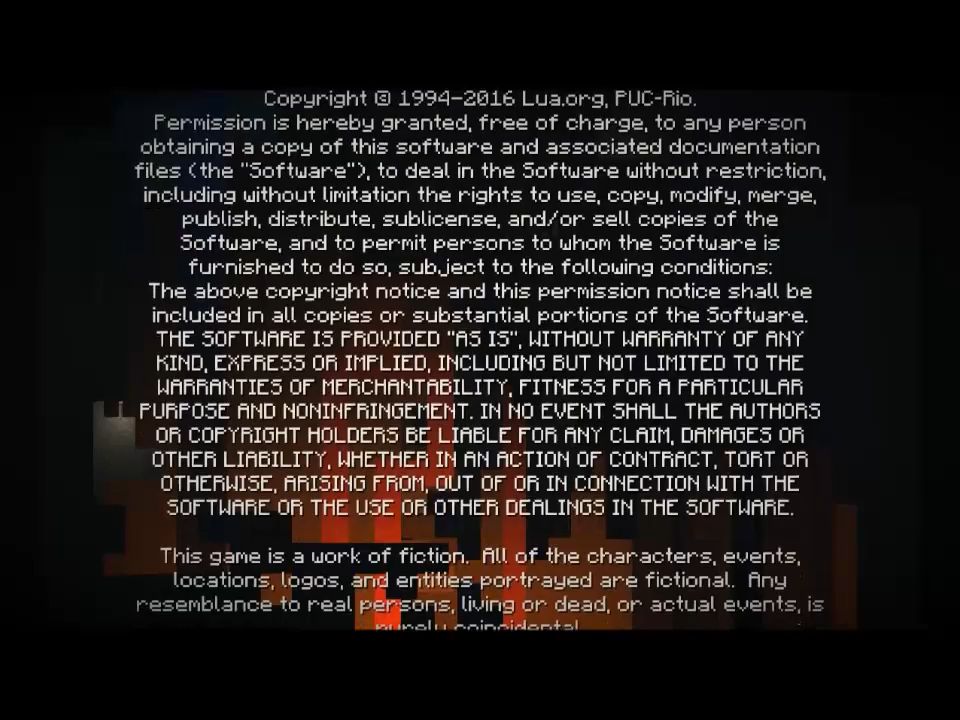 Copyright © 1994-2016 Lua.org, PUC-Rio.
Permission is hereby granted, free of charge, to any person
obtaining a copy of this software and associated documentation
files (the "Software"), to deal in the Software without restriction,
including without limitation the rights to use, copy, modify, merge,
publish, distribute, sublicense, and/or sell copies of the
Software, and to permit persons to whom the Software is
furnished to do so, subject to the following conditions:
The above copyright notice and this permission notice shall be
included in all copies or substantial portions of the Software.
THE SOFTWARE IS PROVIDED "AS IS", WITHOUT WARRANTY OF ANY
KIND, EXPRESS OR IMPLIED, INCLUDING BUT NOT LIMITED TO THE
WARRANTIES OF MERCHANTABILITY, FITNESS FOR A PARTICULAR
PURPOSE AND NONINFRINGEMENT. IN NO EVENT SHALL THE AUTHORS
OR COPYRIGHT HOLDERS BE LIABLE FOR ANY CLAIM, DAMAGES OR
OTHER LIABILITY, WHETHER IN AN ACTION OF CONTRACT, TORT OR
OTHERWISE, ARISING FROM, OUT OF OR IN CONNECTION WITH THE
SOFTWARE OR THE USE OR OTHER DEALINGS IN THE SOFTWARE.
This game is a work of fiction.  All of the characters, events,
locations, logos, and entities portrayed are fictional.  Any
resemblance to real persons, living or dead, or actual events, is
purely coincidental.